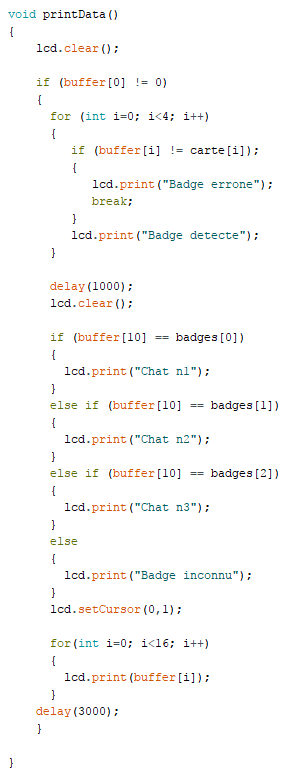 void printData()
{
    lcd.clear();

    if (buffer[0] != 0)
    {
      for (int i=0; i<4; i++)
      {
         if (buffer[i] != carte[i]);
         {
            lcd.print("Badge errone");
            break;
         }
         lcd.print("Badge detecte");
      }

      delay(1000);
      lcd.clear();

      if (buffer[10] == badges[0])
      {
        lcd.print("Chat n1");
      }
      else if (buffer[10] == badges[1])
      {
        lcd.print("Chat n2");
      }
      else if (buffer[10] == badges[2])
      {
        lcd.print("Chat n3");
      }
      else
      {
        lcd.print("Badge inconnu");
      }
      lcd.setCursor(0,1);

      for(int i=0; i<16; i++)
      {
        lcd.print(buffer[i]);
      }
    delay(3000);
    }

}